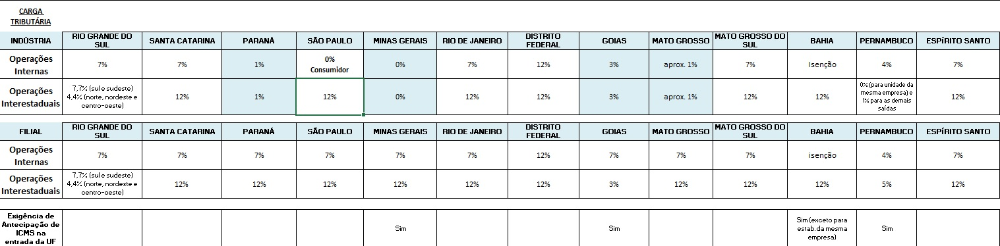 CARGA
TRIBUTÁRIA
INDÚSTRIA RIO GRANDE DO SUL SANTA CATARINA PARANÁ SÃO PAULO MINAS GERAIS RIO DE JANEIRO DISTRITO FEDERAL GOIAS MATO GROSSO MATO GROSSO DO SUL BAHIA PERNAMBUCO ESPÍRITO SANTO
Operações Internas 7% 7% 1% 0% Consumidor 0% 7% 12% 3% aprox. 1% 7% Isenção 4% 7%
Operações Interestaduais 7,7% (sul e sudeste) 4,4% (norte, nordeste e centro-oeste) 12% 1% 12% 0% 12% 12% 3% aprox. 1% 12% 12% 0% (para unidade da mesma empresa) e 1% para as demais saídas 12%
FILIAL RIO GRANDE DO SUL SANTA CATARINA PARANÁ SÃO PAULO MINAS GERAIS RIO DE JANEIRO DISTRITO FEDERAL GOIAS MATO GROSSO MATO GROSSO DO SUL BAHIA PERNAMBUCO ESPÍRITO SANTO
Operações Internas 7% 7% 7% 7% 7% 7% 12% 7% 7% 7% isenção 4% 7%
Operações Interestaduais 7,7% (sul e sudeste) 4,4% (norte, nordeste e centro-oeste) 12% 12% 12% 12% 12% 12% 3% 12% 12% 12% 5% 12%
Exigência de Antecipação de ICMS na entrada da UF Sim Sim Sim (exceto para estab.da mesma empresa) Sim